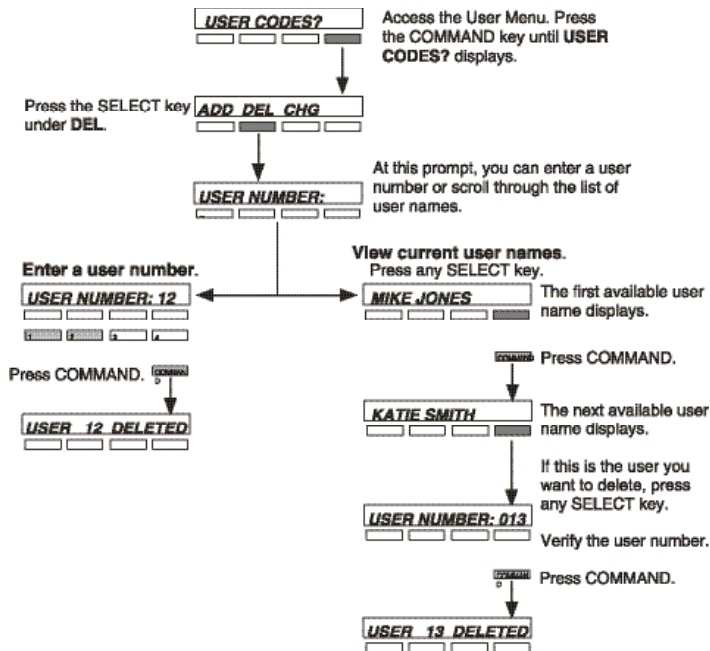 USER CODES?
Access the User Menu. Press
the COMMAND key until USER
CODES? displays.
Press the SELECT key
under DEL.
ADD DEL CHG
At this prompt, you can enter a user
number or scroll through the list of
user names.
USER NUMBER:
Enter a user number.
USER NUMBER: 12
1 2 3 4
Press COMMAND.
USER 12 DELETED
View current user names.
Press any SELECT key.
MIKE JONES
The first available user
name displays.
COMMAND
Press COMMAND.
KATIE SMITH
The next available user
name displays.
If this is the user you
want to delete, press
any SELECT key.
USER NUMBER: 013
Verify the user number.
Press COMMAND.
USER 13 DELETED